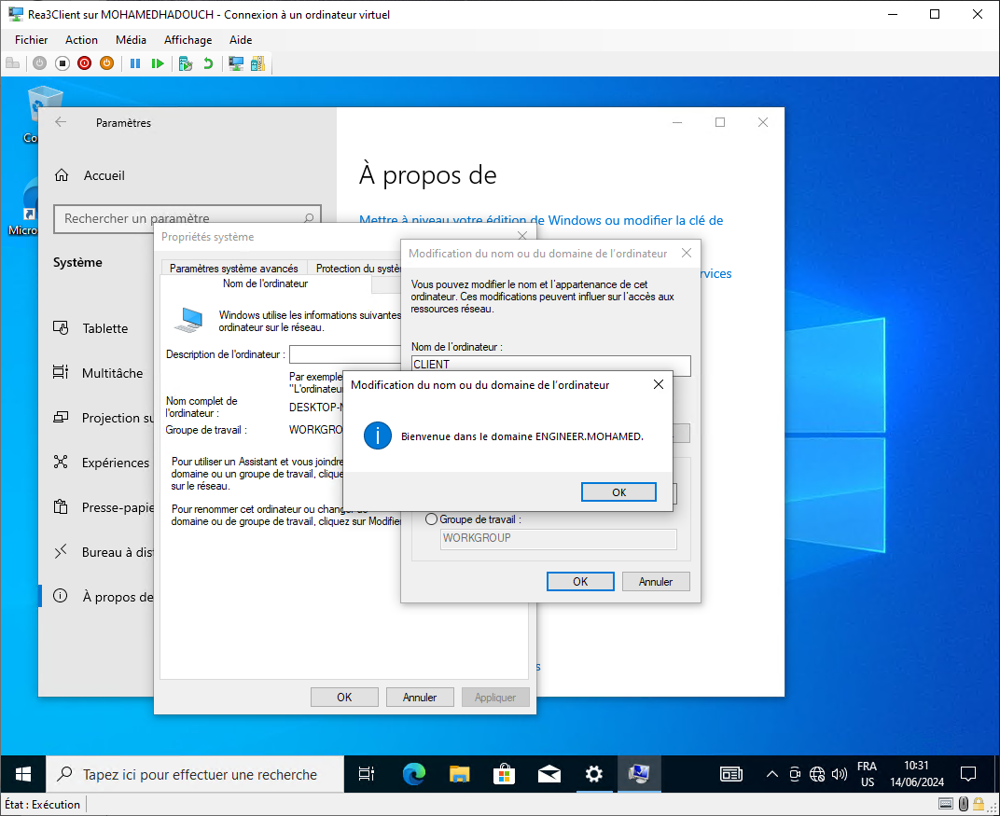 Rea3Client sur MOHAMEDHADOUCH - Connexion à un ordinateur virtuel
Fichier Action Média Affichage Aide
Paramètres
Accueil
Rechercher un paramètre
Système
Tablette
Multitâche
Projection su
Expériences
Presse-papie
Bureau à dis
À propos de
À propos de
Mettre à niveau votre édition de Windows ou modifier la clé de
rvices
Propriétés système
Paramètres système avancés
Protection du systèm
Nom de l'ordinateur
Windows utilise les informations suivantes
ordinateur sur le réseau.
Description de l'ordinateur :
Par exemple
"L'ordinateu
Nom complet de
l'ordinateur :
DESKTOP-
Groupe de travail :
WORKGRO
Pour utiliser un Assistant et vous joindre
domaine ou un groupe de travail, clique
sur le réseau.
Pour renommer cet ordinateur ou changer de
domaine ou de groupe de travail, cliquez sur Modifier
OK Annuler Appliquer
Modification du nom ou du domaine de l'ordinateur
Vous pouvez modifier le nom et l'appartenance de cet
ordinateur. Ces modifications peuvent influer sur l'accès aux
ressources réseau.
Nom de l'ordinateur :
CLIENT
Modification du nom ou du domaine de l'ordinateur
Bienvenue dans le domaine ENGINEER.MOHAMED.
OK
Groupe de travail :
WORKGROUP
OK Annuler
Co
Micro
Tapez ici pour effectuer une recherche
FRA
US
10:31
14/06/2024
État : Exécution